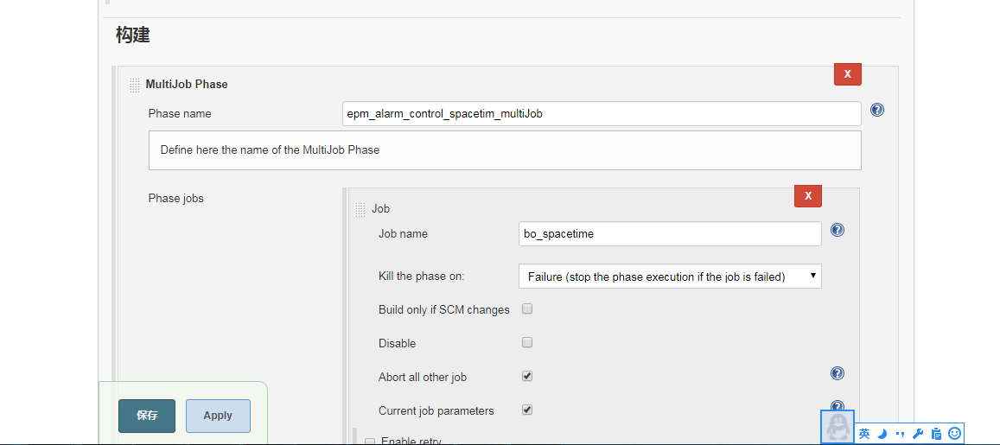 构建
X
MultiJob Phase
Phase name
epm_alarm_control_spacetim_multiJob
Define here the name of the MultiJob Phase
Phase jobs
X
Job
Job name
bo_spacetime
Kill the phase on:
Failure (stop the phase execution if the job is failed)
Build only if SCM changes
Disable
Abort all other job
Current job parameters
Enable retry
保存
Apply
英